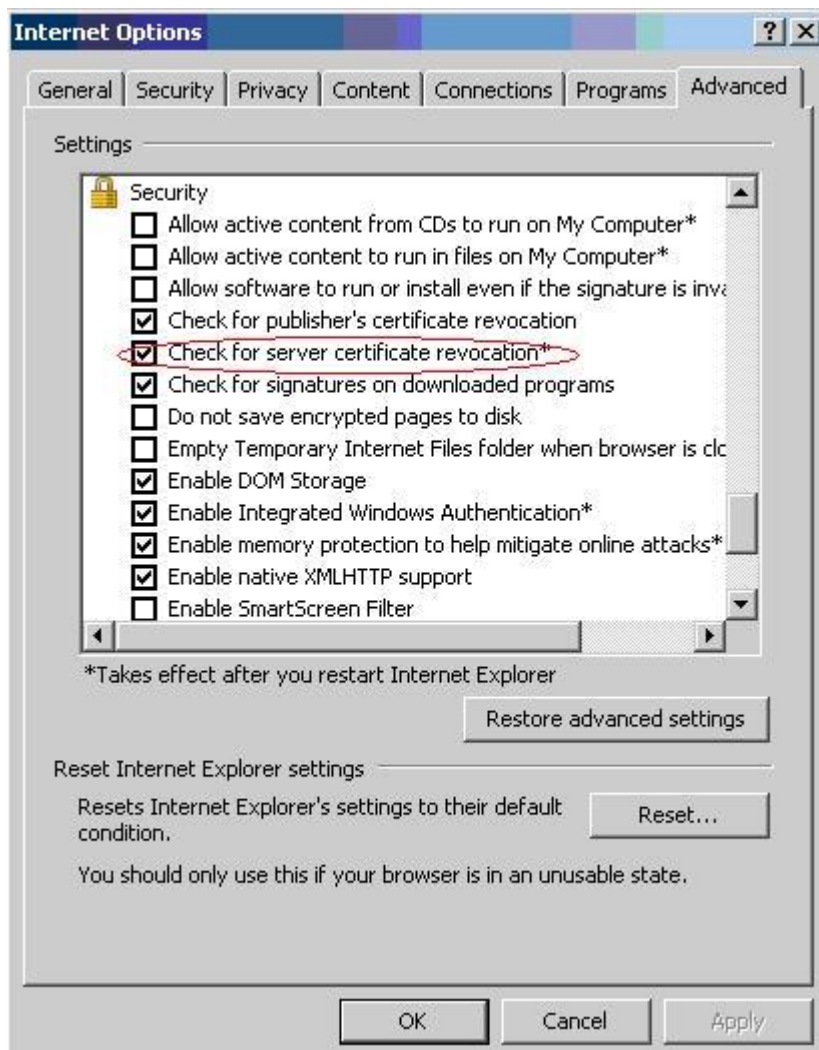 Internet Options
General Security Privacy Content Connections Programs Advanced
Settings
Security
Allow active content from CDs to run on My Computer*
Allow active content to run in files on My Computer*
Allow software to run or install even if the signature is
Check for publisher's certificate revocation
Check for server certificate revocation*
Check for signatures on downloaded programs
Do not save encrypted pages to disk
Empty Temporary Internet Files folder when browser is
Enable DOM Storage
Enable Integrated Windows Authentication*
Enable memory protection to help mitigate online attacks*
Enable native XMLHTTP support
Enable SmartScreen Filter
*Takes effect after you restart Internet Explorer
Restore advanced settings
Reset Internet Explorer settings
Resets Internet Explorer's settings to their default
condition.
Reset...
You should only use this if your browser is in an unusable state.
OK Cancel Apply